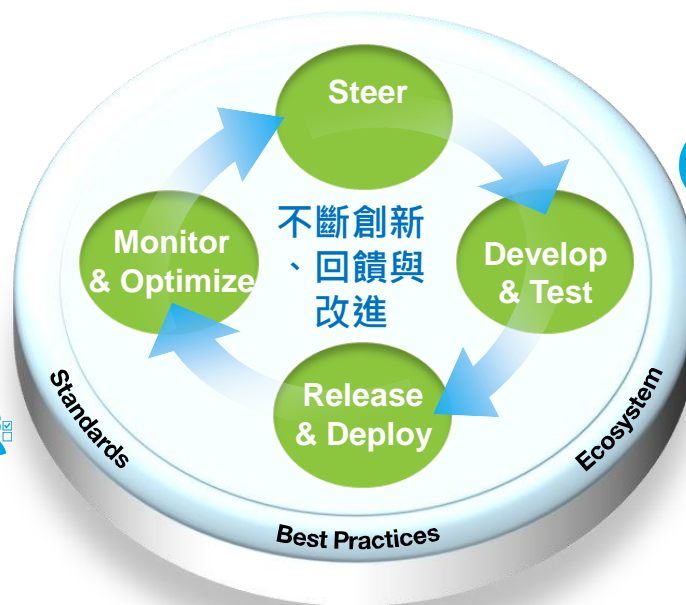 Steer
不斷創新
、回饋與
改進
Monitor
& Optimize
Develop
& Test
Release
& Deploy
Standards
Best Practices
Ecosystem